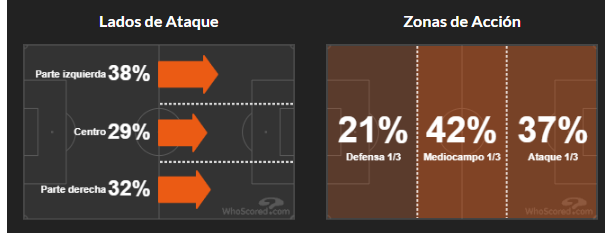 Lados de Ataque
Parte izquierda 38%
Centro 29%
Parte derecha 32%
WhoScored.com
Zonas de Acción
21% 42% 37%
Defensa 1/3 Mediocampo 1/3 Ataque 1/3
WhoScored.com